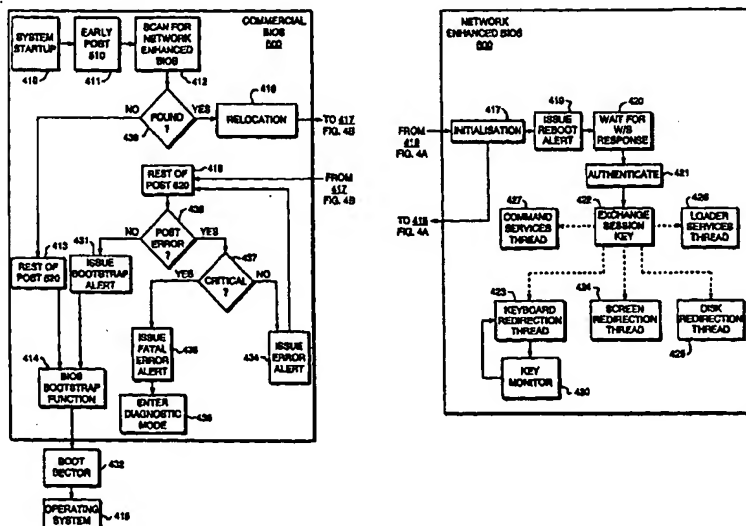 COMMERCIAL
BIOS
500
SYSTEM
STARTUP
410
EARLY
POST
510
411
SCAN FOR
NETWORK
ENHANCED
BIOS
412
NO
FOUND
?
YES
RELOCATION
416
TO 417
FIG. 4B
REST OF
POST 520
418
FROM
417
FIG. 4B
NO
POST
ERROR
?
YES
437
CRITICAL
?
YES
NO
413
REST OF
POST 520
431
ISSUE
BOOTSTRAP
ALERT
ISSUE
FATAL
ERROR
ALERT
434
ISSUE
ERROR
ALERT
414
BIOS
BOOTSTRAP
FUNCTION
ENTER
DIAGNOSTIC
MODE
BOOT
SECTOR
432
OPERATING
SYSTEM
415
NETWORK
ENHANCED BIOS
FROM
416
FIG. 4A
417
INITIALISATION
419
ISSUE
REBOOT
ALERT
420
WAIT FOR
W/S
RESPONSE
AUTHENTICATE
421
TO 418
FIG. 4A
427
COMMAND
SERVICES
THREAD
422
EXCHANGE
SESSION
KEY
LOADER
SERVICES
THREAD
423
KEYBOARD
REDIRECTION
THREAD
424
SCREEN
REDIRECTION
THREAD
DISK
REDIRECTION
THREAD
425
KEY
MONITOR
430